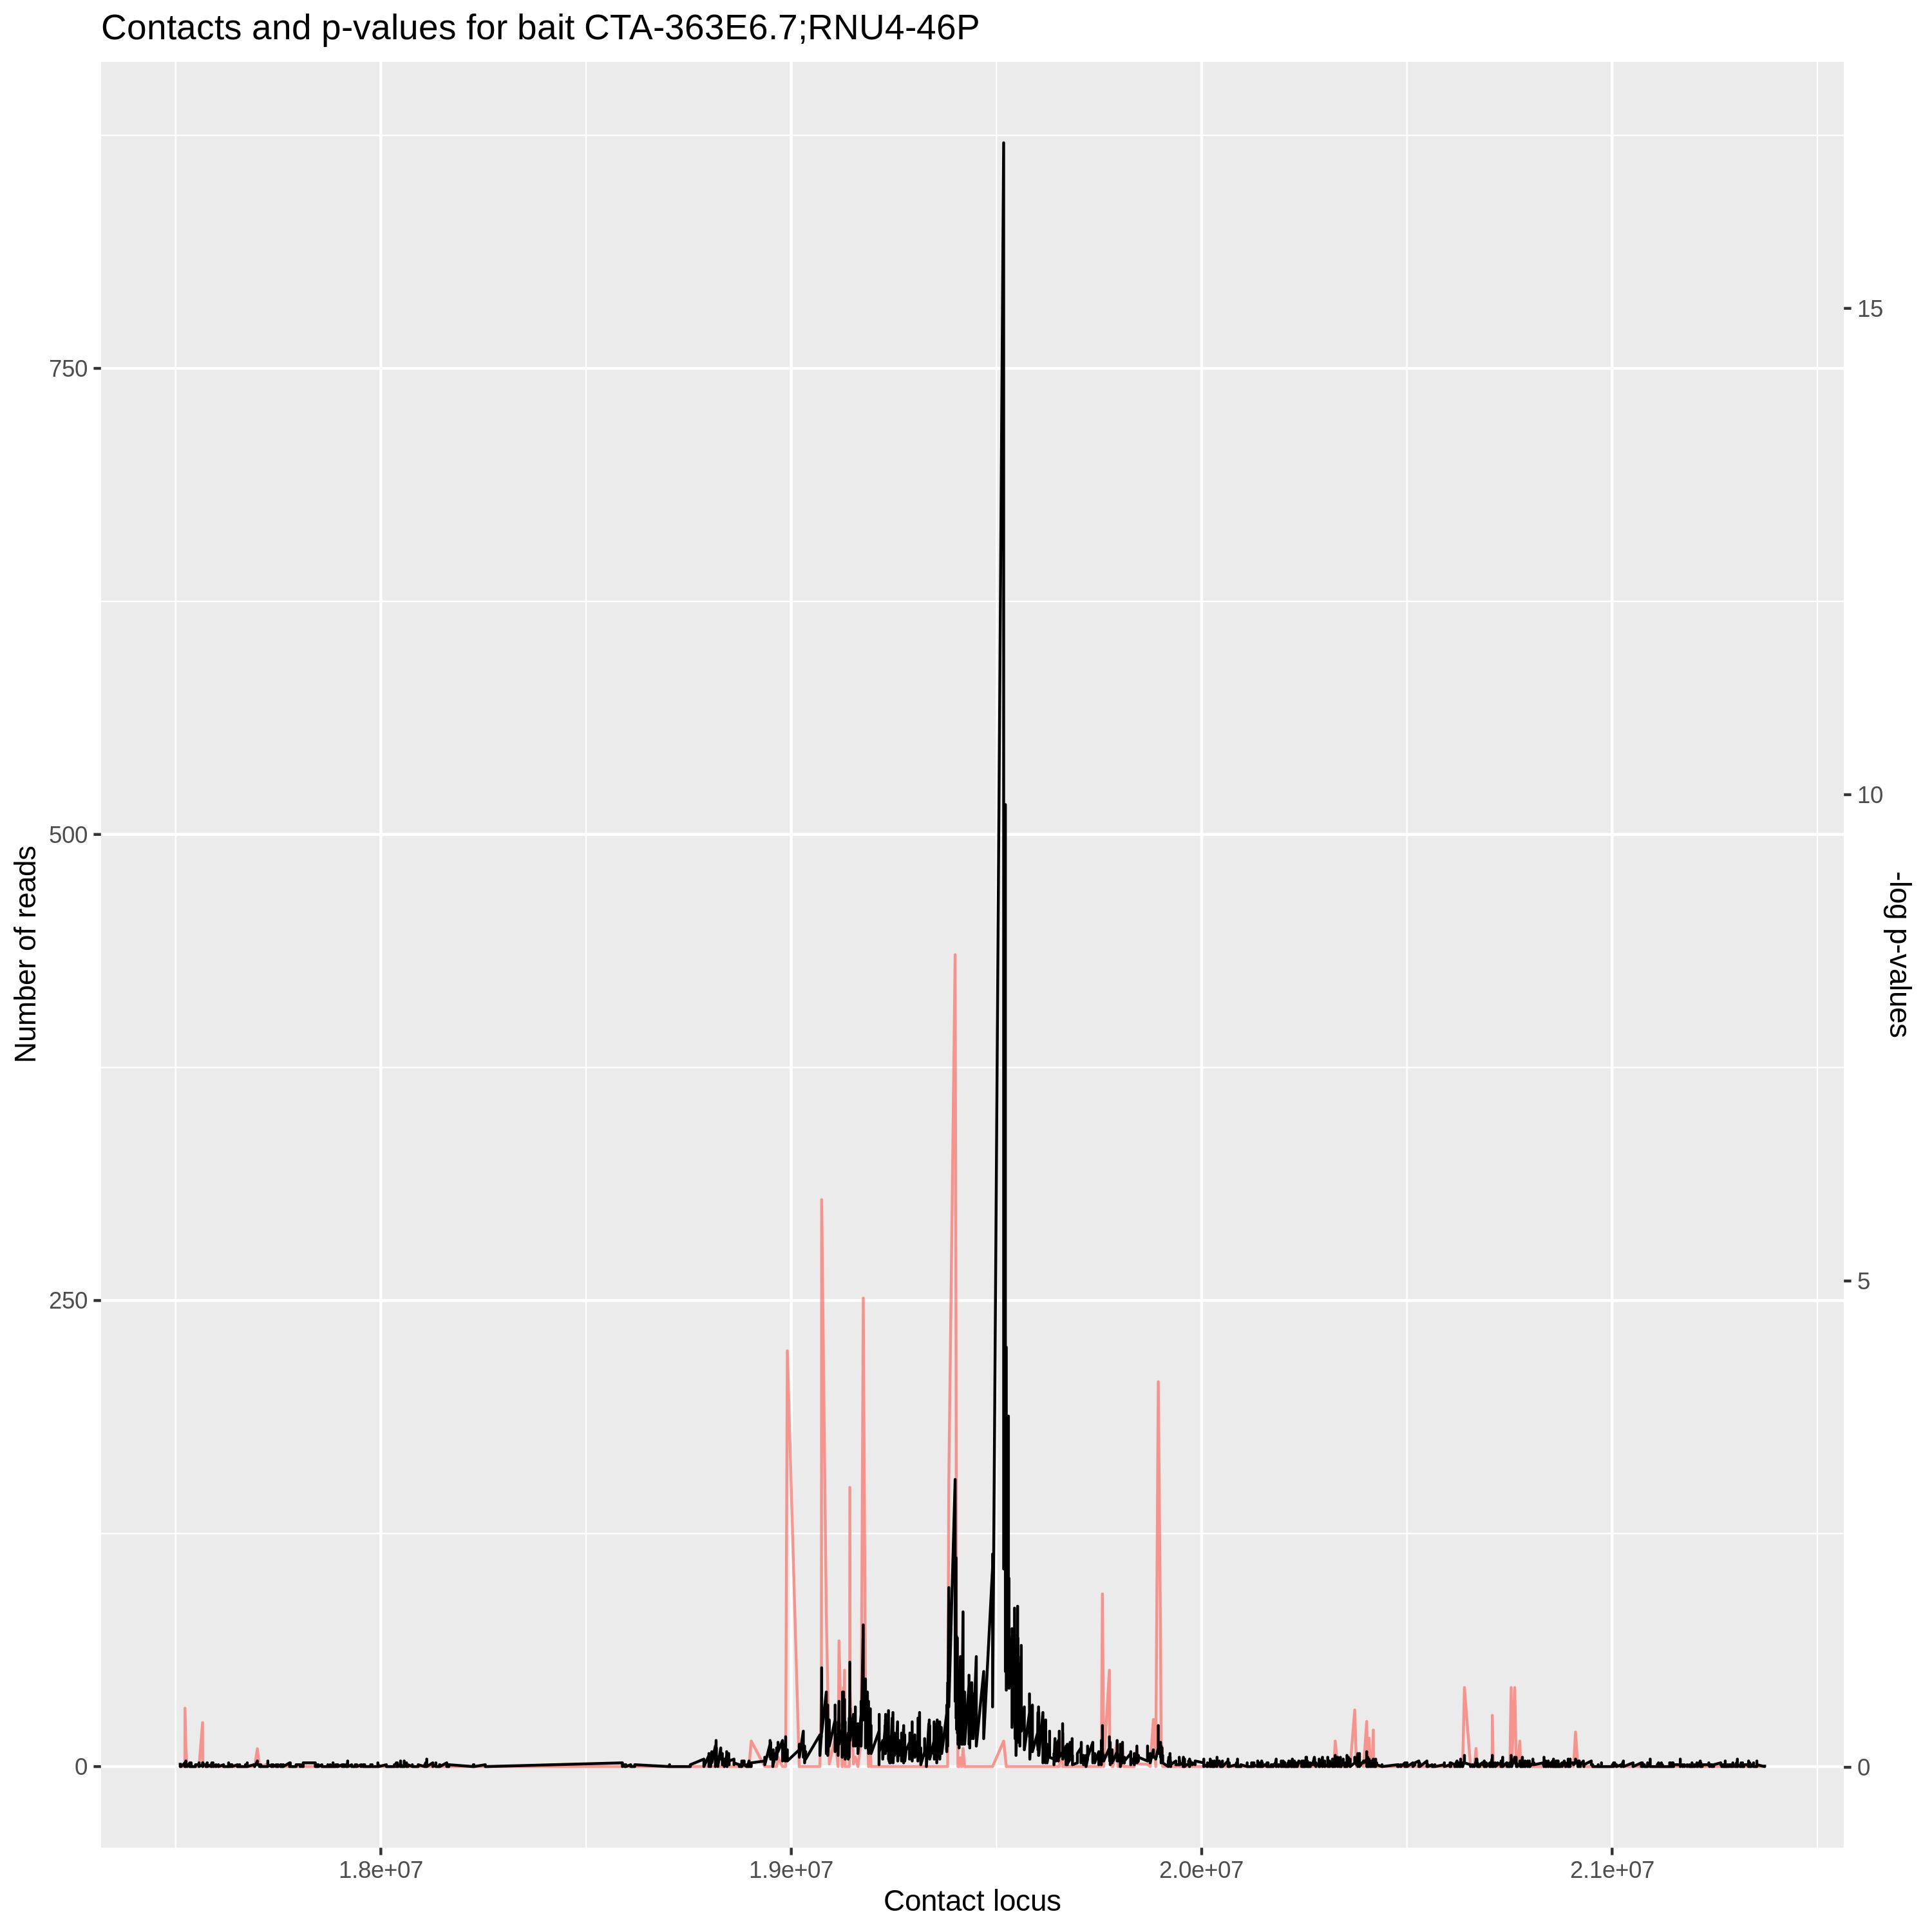 Contacts and p-values for bait CTA-363E6.7;RNU4-46P
750
500
250
0
Number of reads
15
10
5
0
-log p-values
1.8e+07
1.9e+07
2.0e+07
2.1e+07
Contact locus